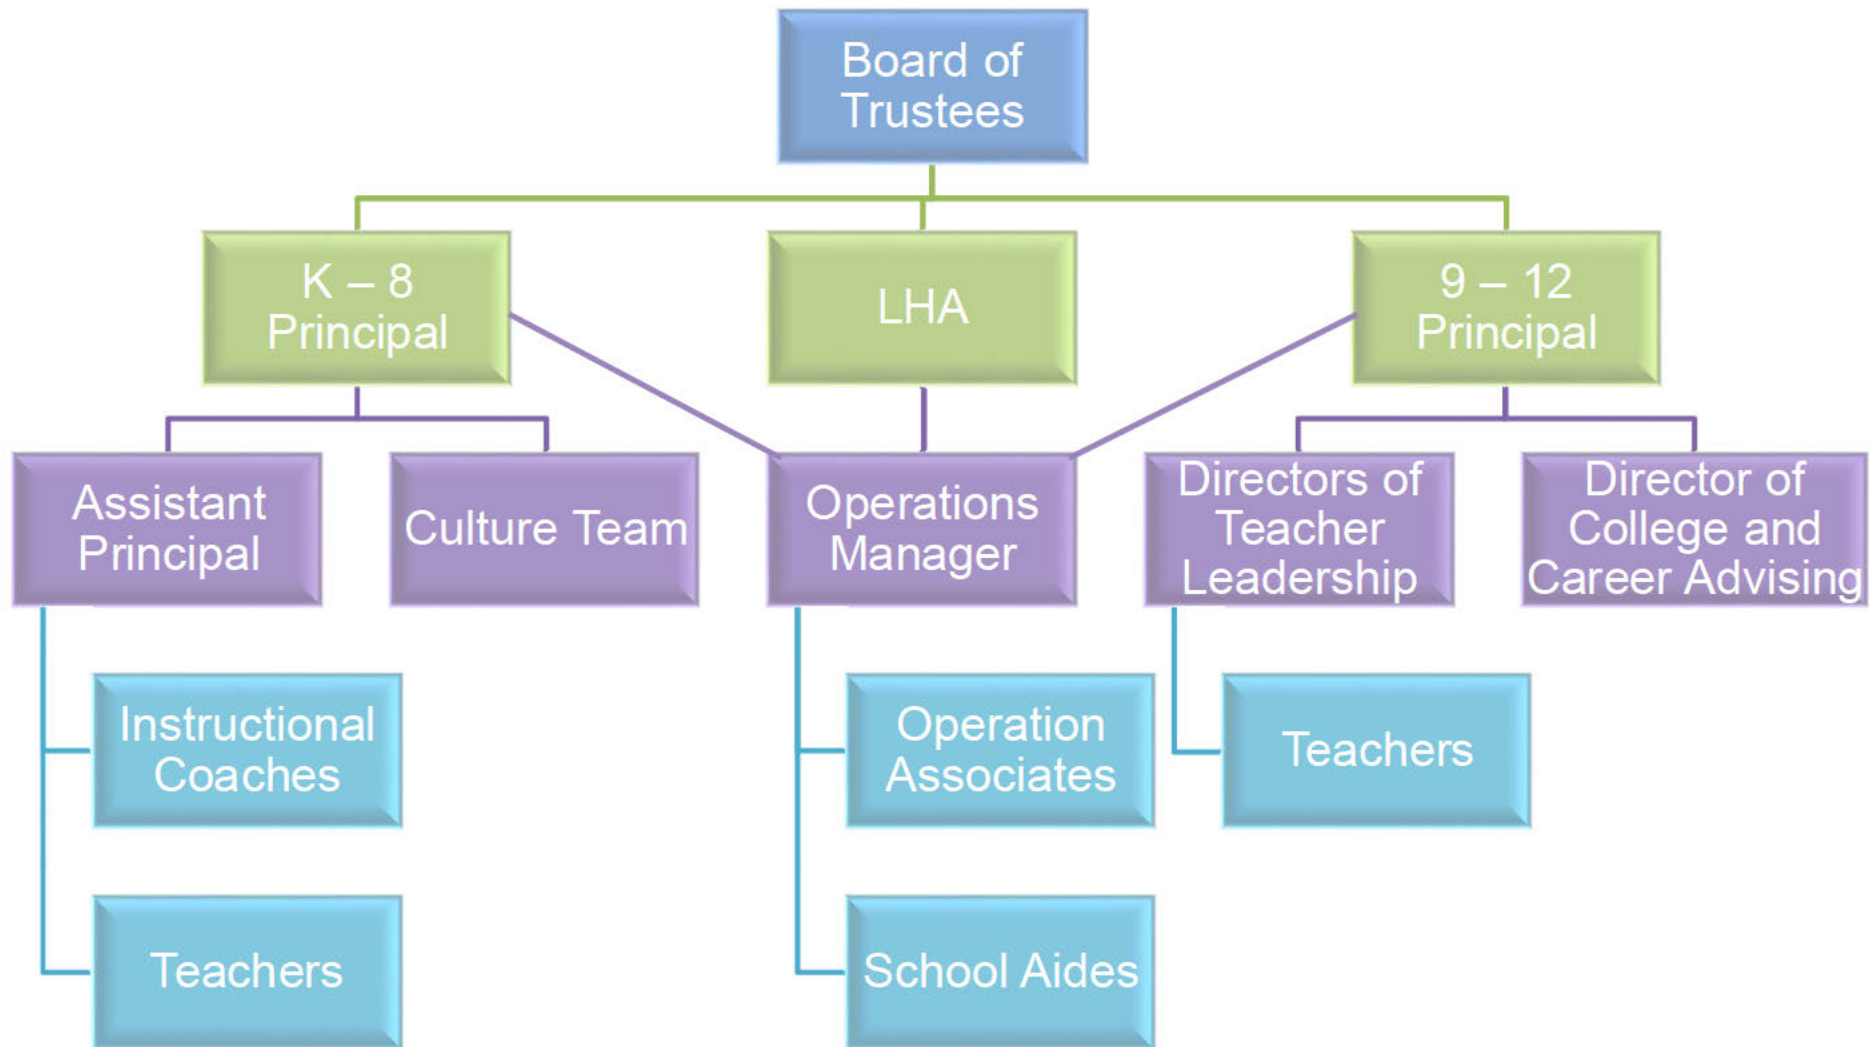 Board of
Trustees
K – 8
Principal
LHA
9 – 12
Principal
Assistant
Principal
Culture Team
Operations
Manager
Directors of
Teacher
Leadership
Director of
College and
Career Advising
Instructional
Coaches
Operation
Associates
Teachers
Teachers
School Aides